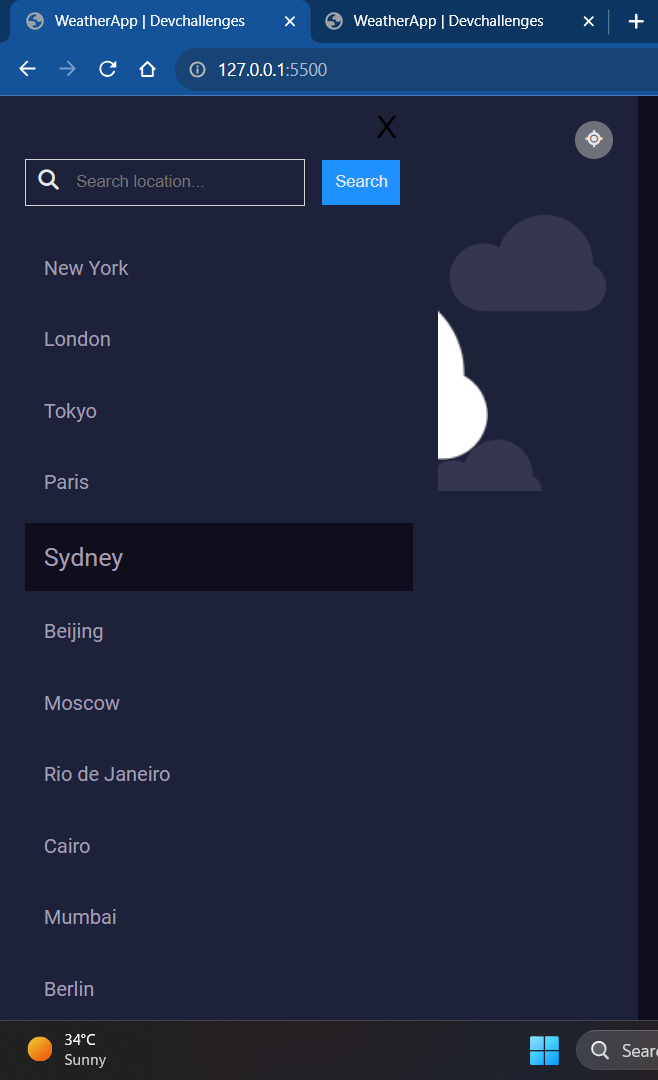 WeatherApp | Devchallenges
WeatherApp | Devchallenges
127.0.0.1:5500
X
Search location...
Search
New York
London
Tokyo
Paris
Sydney
Beijing
Moscow
Rio de Janeiro
Cairo
Mumbai
Berlin
34°C
Sunny
Sear